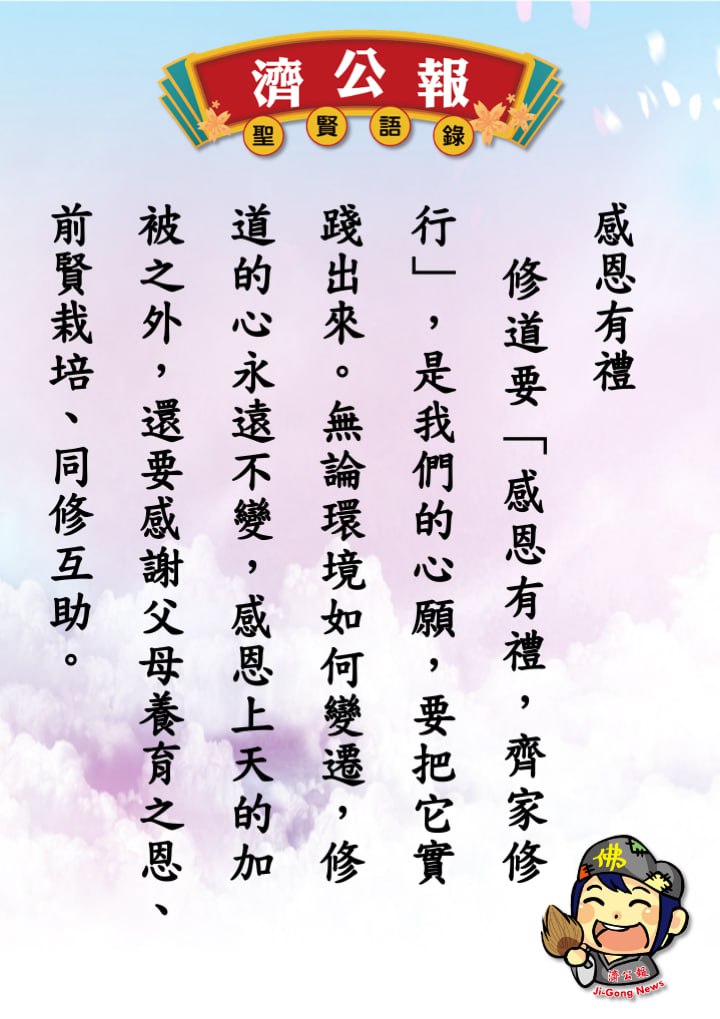 濟公報
聖賢語錄
感恩有禮
修道要「感恩有禮，齊家修
行」，是我們的心願，要把它實
踐出來。無論環境如何變遷，修
道的心永遠不變，感恩上天的加
被之外，還要感謝父母養育之恩、
前賢栽培、同修互助。
佛
濟公報
Ji-Gong News